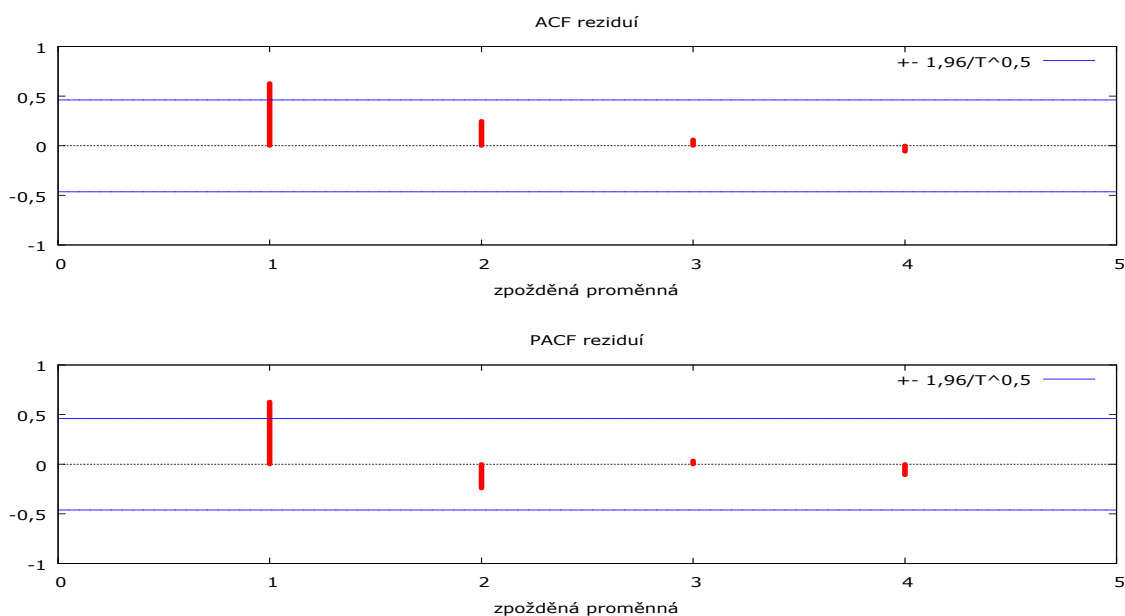 ACF reziduí
1
+- 1,96/T^0,5
0,5
0
-0,5
-1
0 1 2 3 4 5
zpožděná proměnná
PACF reziduí
1
+- 1,96/T^0,5
0,5
0
-0,5
-1
0 1 2 3 4 5
zpožděná proměnná